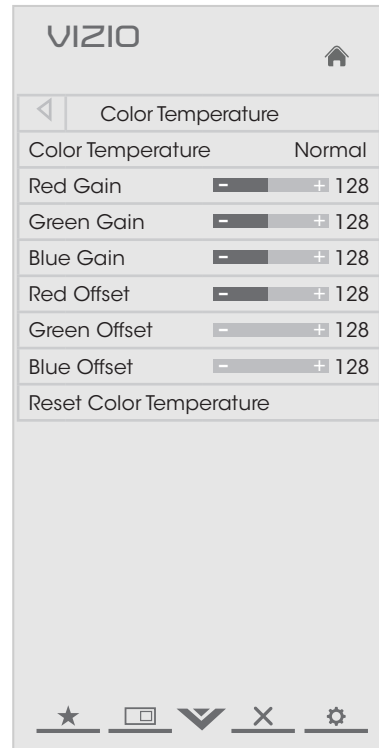 VIZIO
Color Temperature
Color Temperature Normal
Red Gain - + 128
Green Gain - + 128
Blue Gain - + 128
Red Offset - + 128
Green Offset - + 128
Blue Offset - + 128
Reset Color Temperature